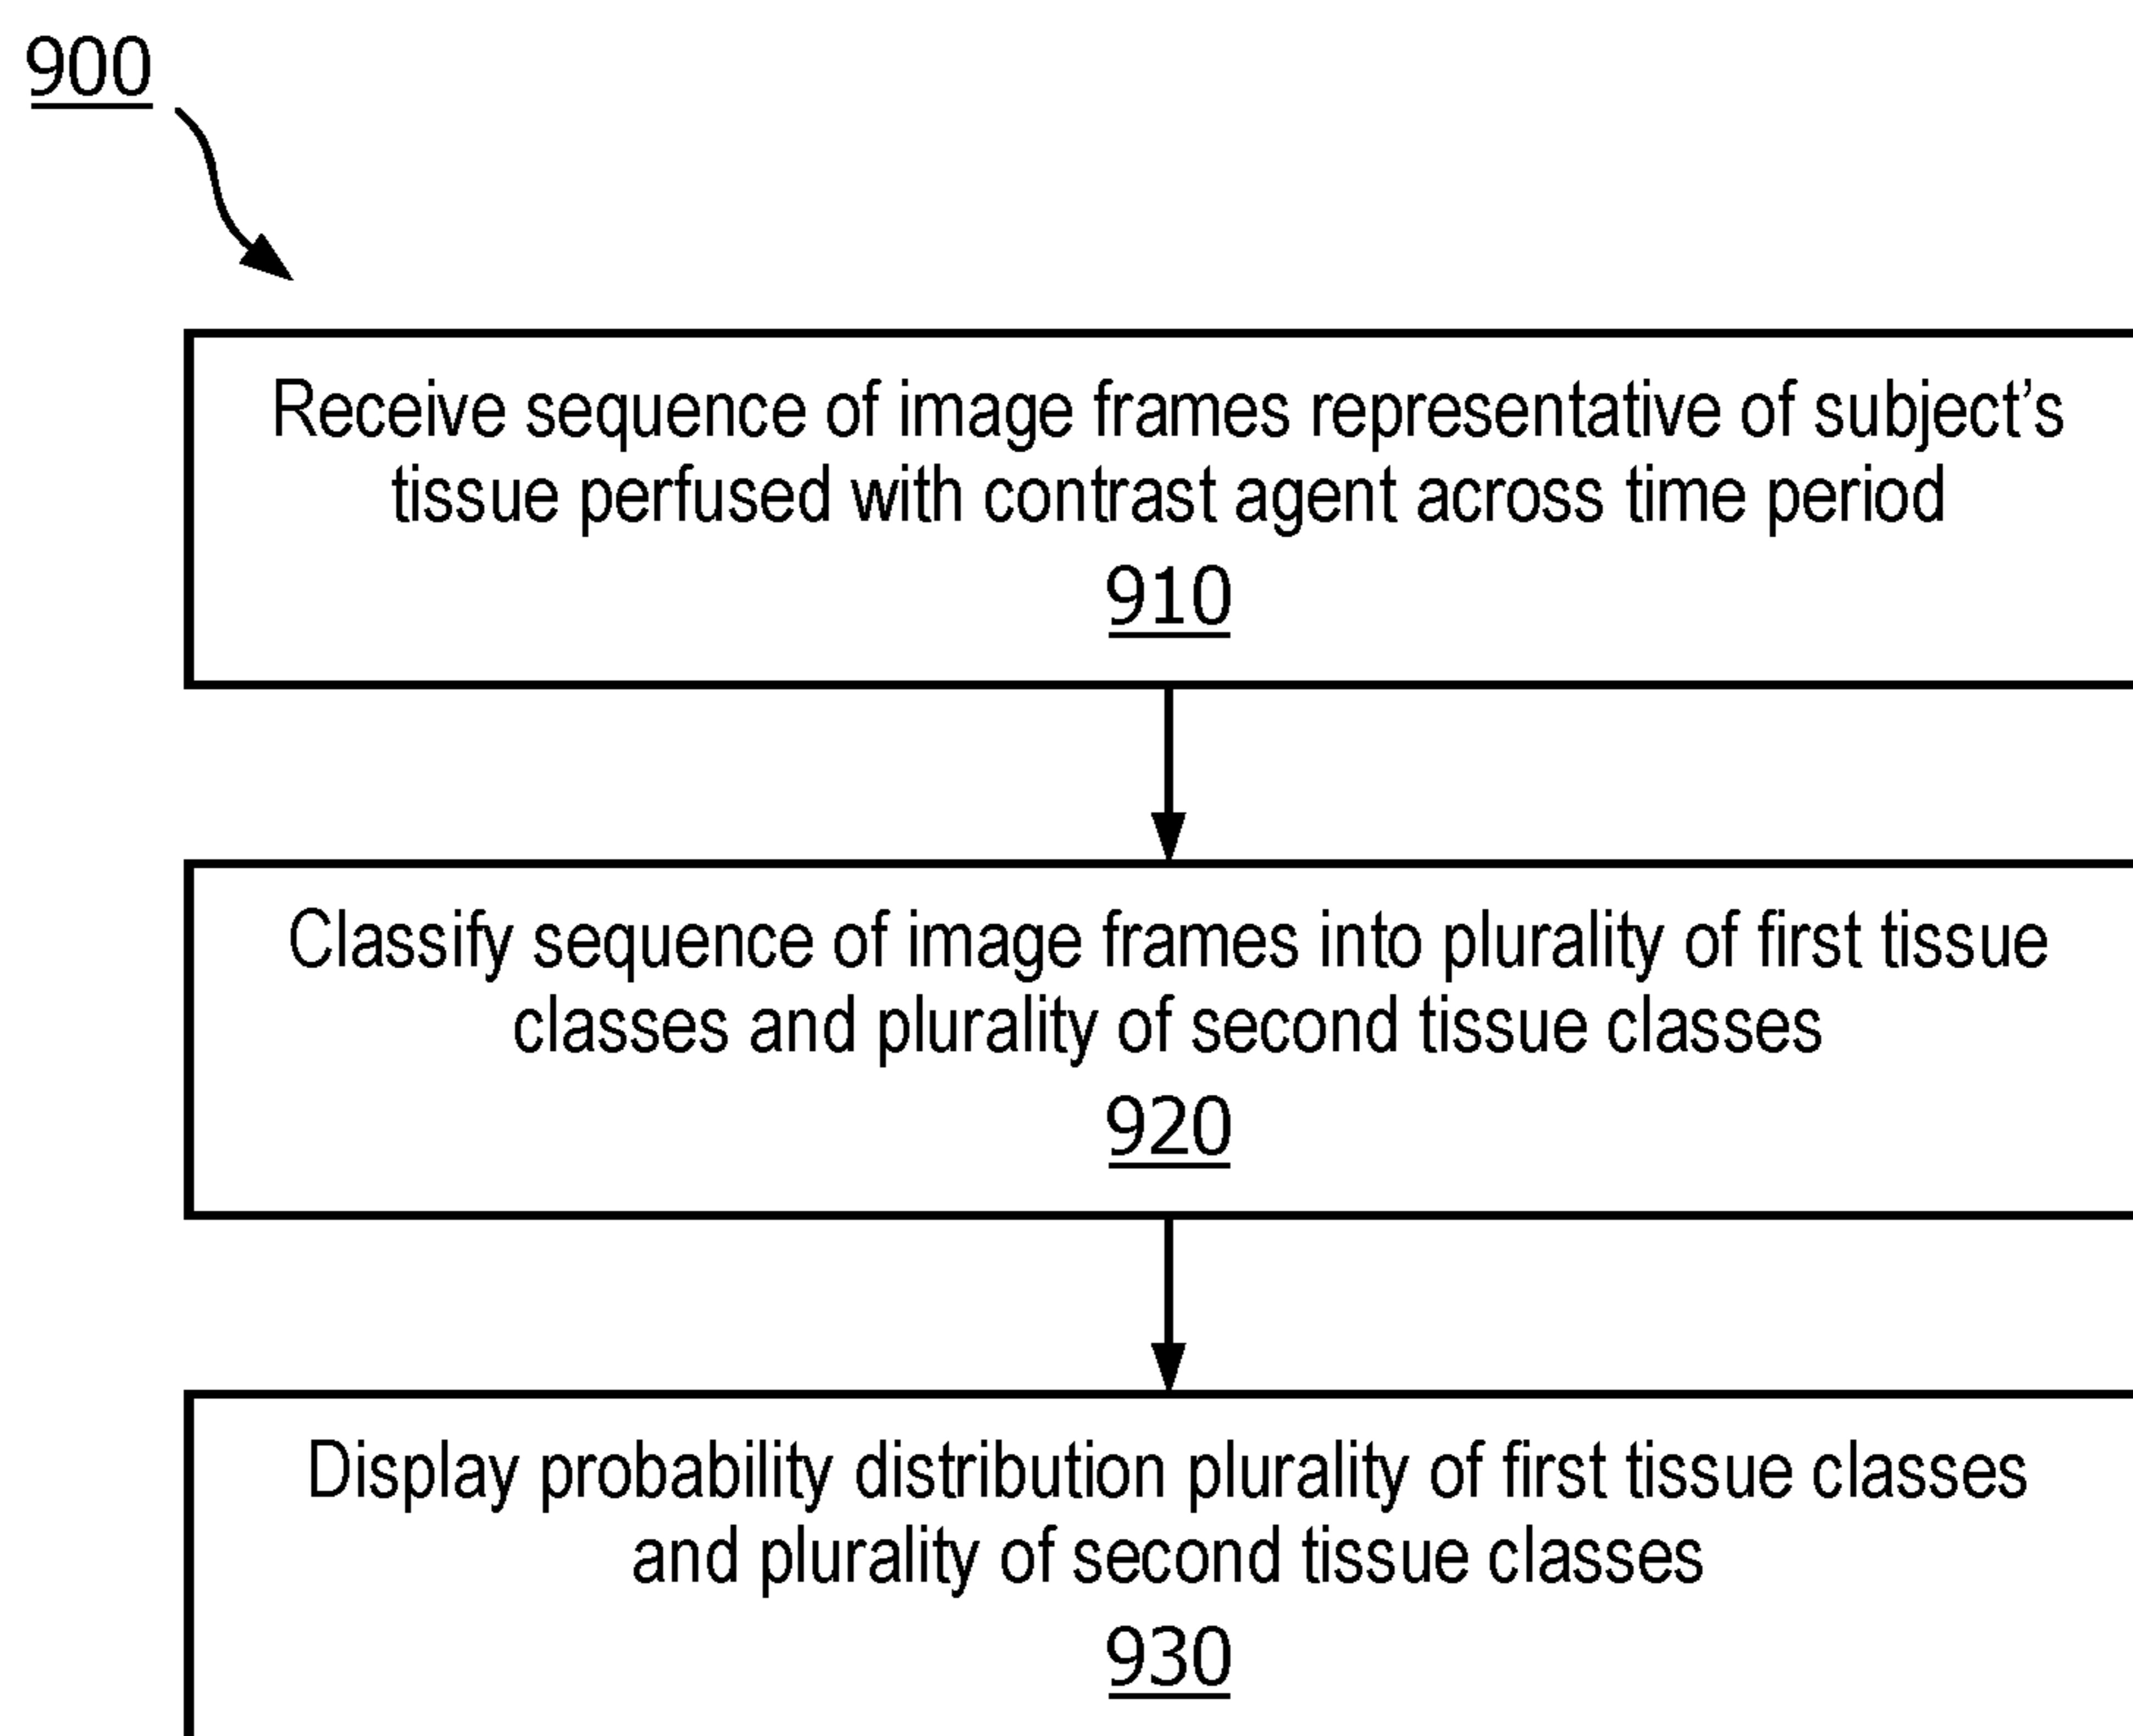 900
Receive sequence of image frames representative of subject’s
tissue perfused with contrast agent across time period
910
Classify sequence of image frames into plurality of first tissue
classes and plurality of second tissue classes
920
Display probability distribution plurality of first tissue classes
and plurality of second tissue classes
930